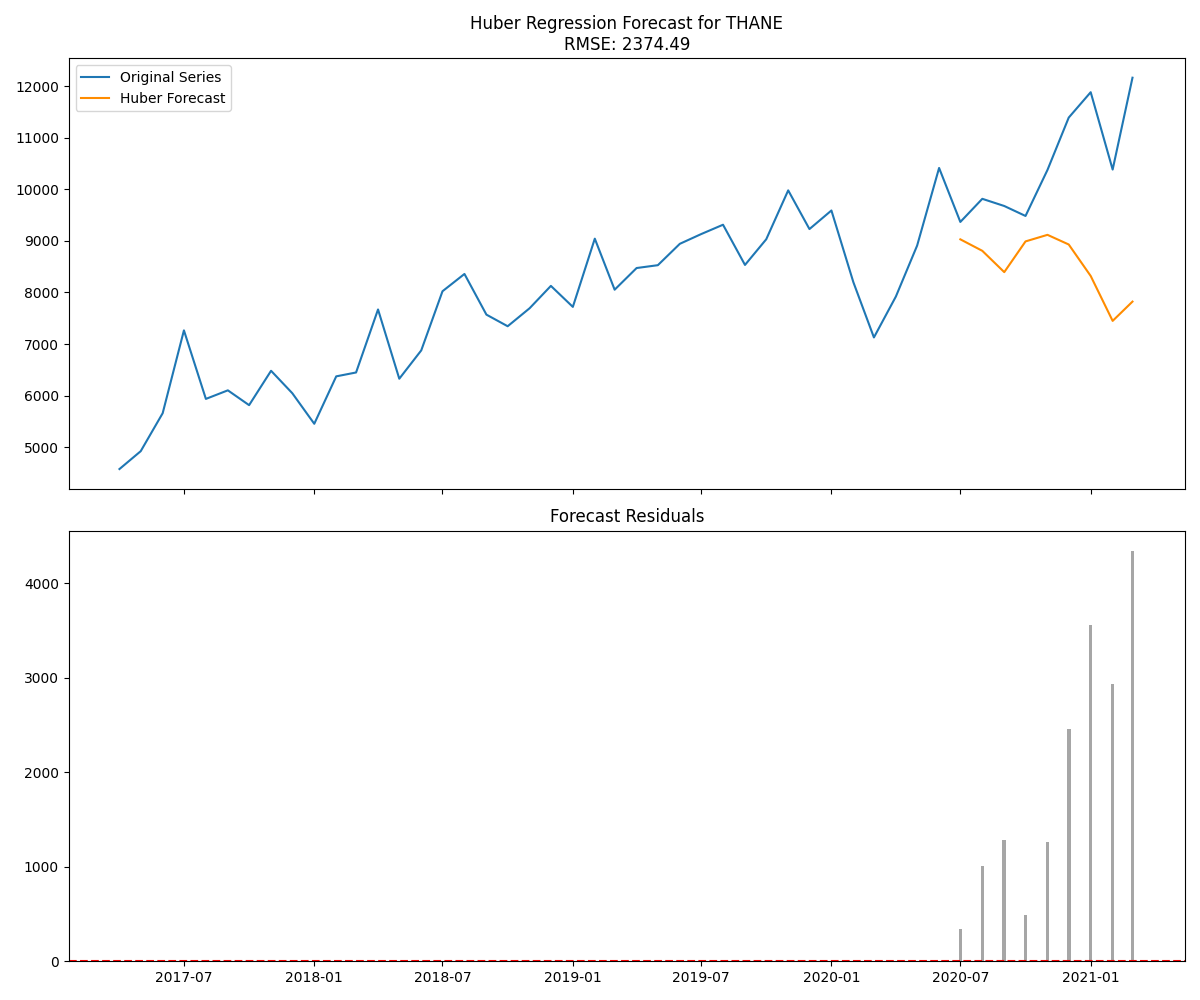 Huber Regression Forecast for THANE
RMSE: 2374.49
Original Series
Huber Forecast
12000
11000
10000
9000
8000
7000
6000
5000
Forecast Residuals
4000
3000
2000
1000
0
2017-07 2018-01 2018-07 2019-01 2019-07 2020-01 2020-07 2021-01